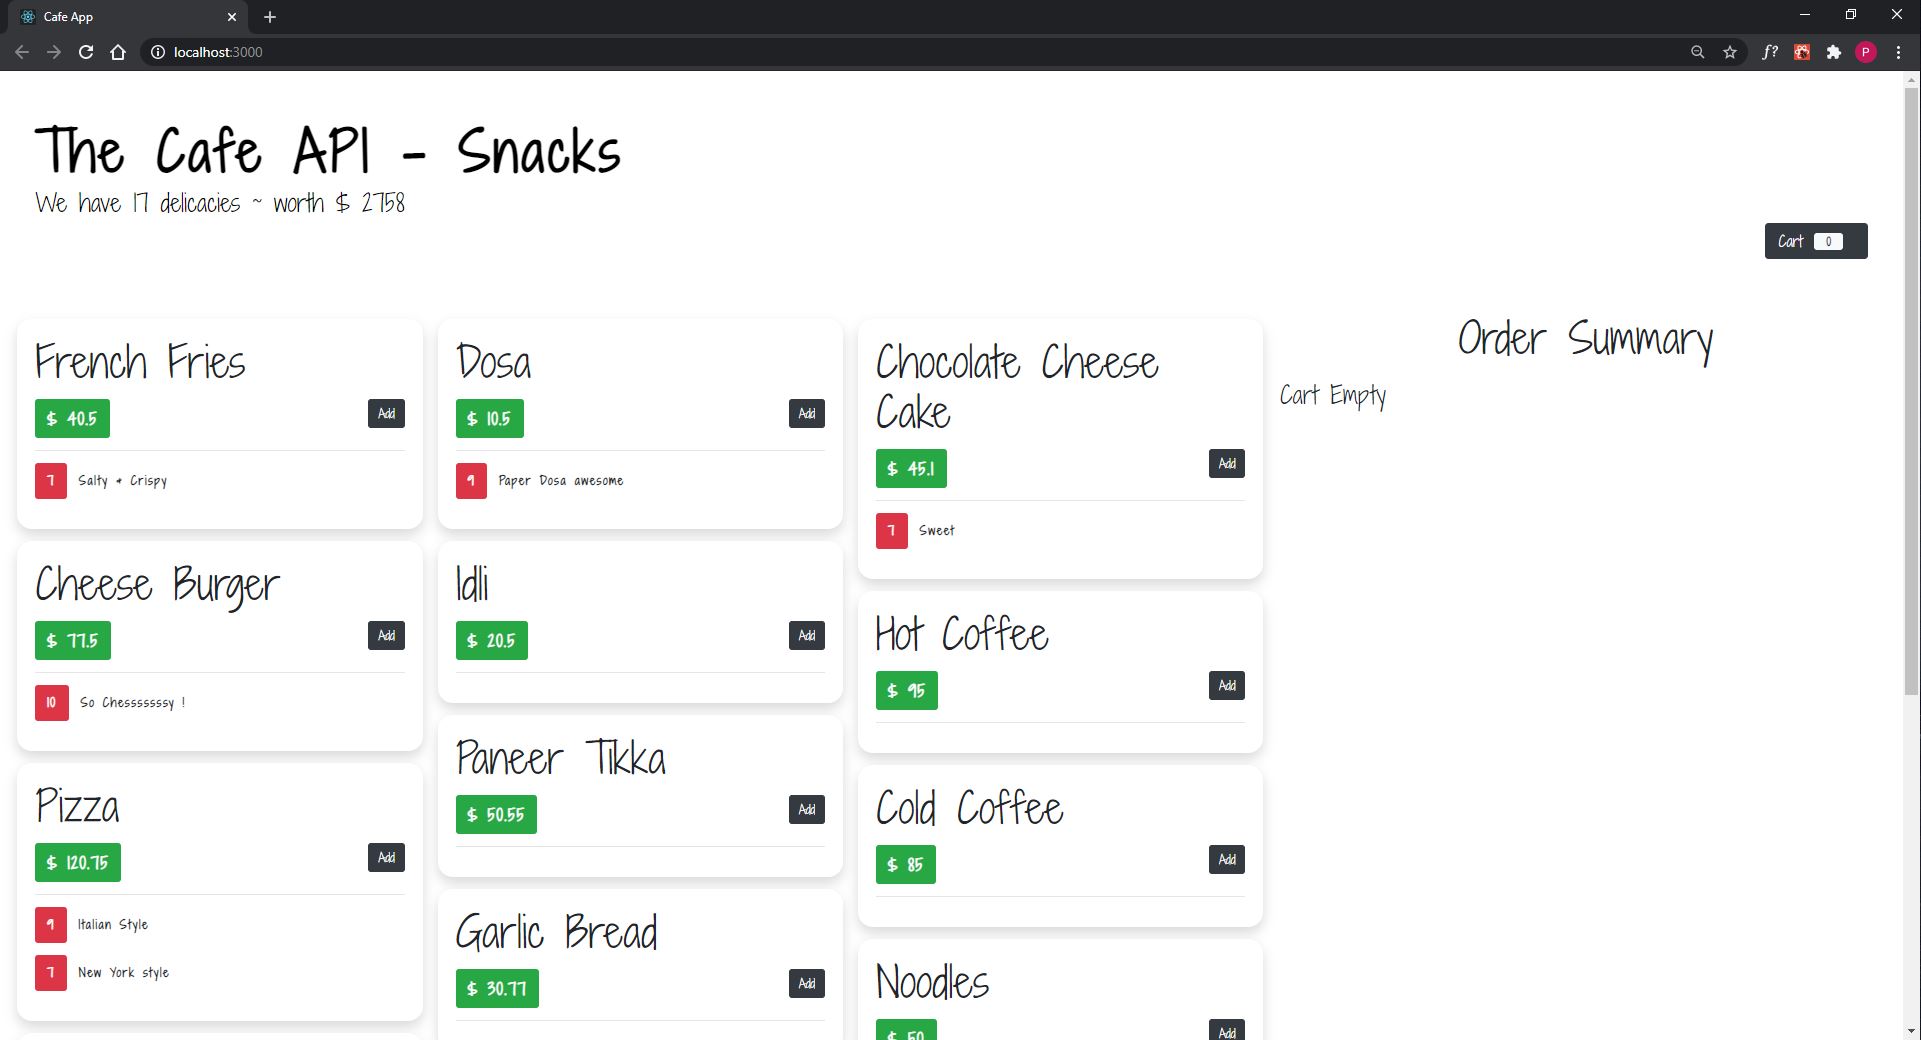 Cafe App
localhost:3000
f?
P
The Cafe API - Snacks
We have 17 delicacies ~ worth $ 2758
Cart 0
French Fries
$ 40.5
Add
7 Salty & Crispy
Cheese Burger
$ 77.5
Add
10 So Chesssssssy !
Pizza
$ 120.75
Add
9 Italian Style
7 New York style
Dosa
$ 10.5
Add
9 Paper Dosa awesome
Idli
$ 20.5
Add
Paneer Tikka
$ 50.55
Add
Garlic Bread
$ 30.77
Add
Chocolate Cheese
Cake
$ 45.1
Add
7 Sweet
Hot Coffee
$ 95
Add
Cold Coffee
$ 85
Add
Noodles
$ 50
Add
Order Summary
Cart Empty